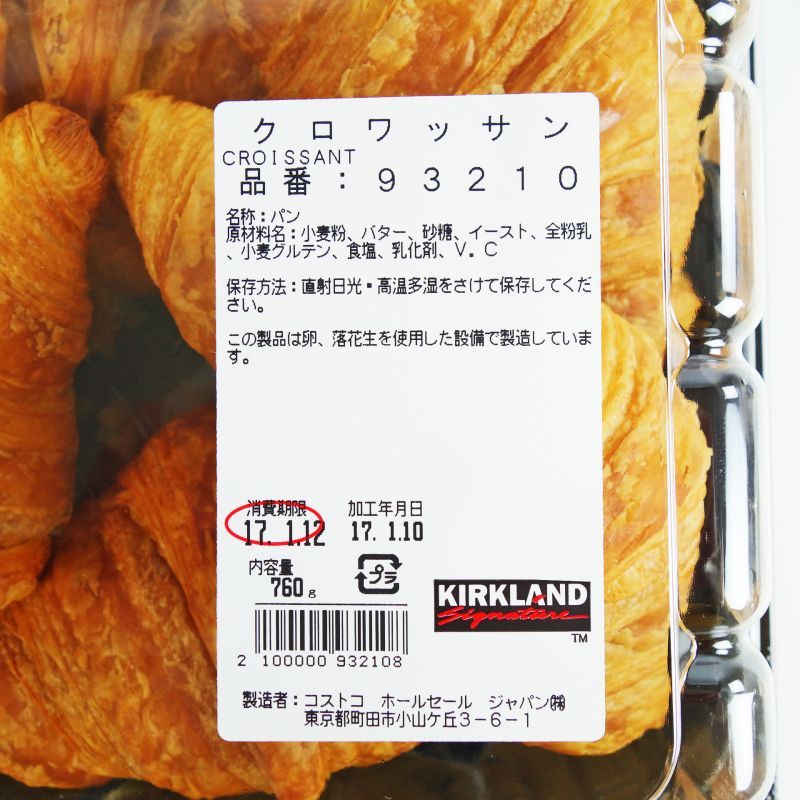 クロワッサン
CROISSANT
品番：93210
名称：パン
原材料名：小麦粉、バター、砂糖、イースト、全粉乳
、小麦グルテン、食塩、乳化剤、V．C
保存方法：直射日光・高温多湿をさけて保存してくだ
さい。
この製品は卵、落花生を使用した設備で製造していま
す。
消費期限 加工年月日
17. 1.12 17. 1.10
内容量
760g
プラ
KIRKLAND
Signature
TM
2 100000 932108
製造者：コストコ ホールセール ジャパン㈱
東京都町田市小山ケ丘3-6-1